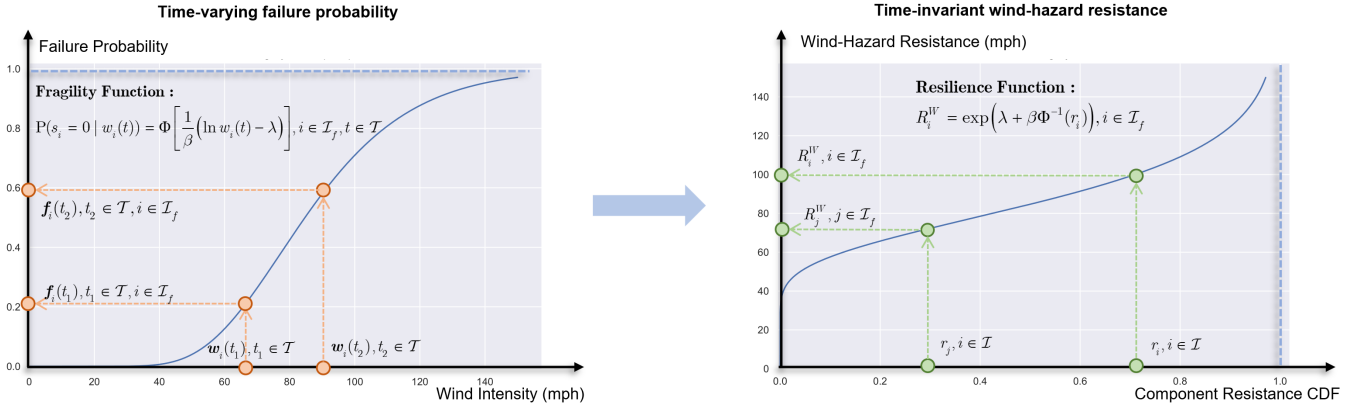 Time-varying failure probability
Failure Probability
1.0
Fragility Function :
P(s_i = 0 | w_i(t)) = Φ[1/β(ln w_i(t) − λ)], i ∈ I_f, t ∈ T
0.8
0.6
f_i(t_2), t_2 ∈ T, i ∈ I_f
0.4
f_i(t_1), t_1 ∈ T, i ∈ I_f
0.2
w_i(t_1), t_1 ∈ T
w_i(t_2), t_2 ∈ T
0.0
0 20 40 60 80 100 120 140
Wind Intensity (mph)
Time-invariant wind-hazard resistance
Wind-Hazard Resistance (mph)
Resilience Function :
R_i^W = exp(λ + βΦ^{-1}(r_i)), i ∈ I_f
140
120
R_i^W, i ∈ I_f
100
R_j^W, j ∈ I_f
80
60
40
20
r_j, i ∈ I
r_i, i ∈ I
0
0.0 0.2 0.4 0.6 0.8 1.0
Component Resistance CDF